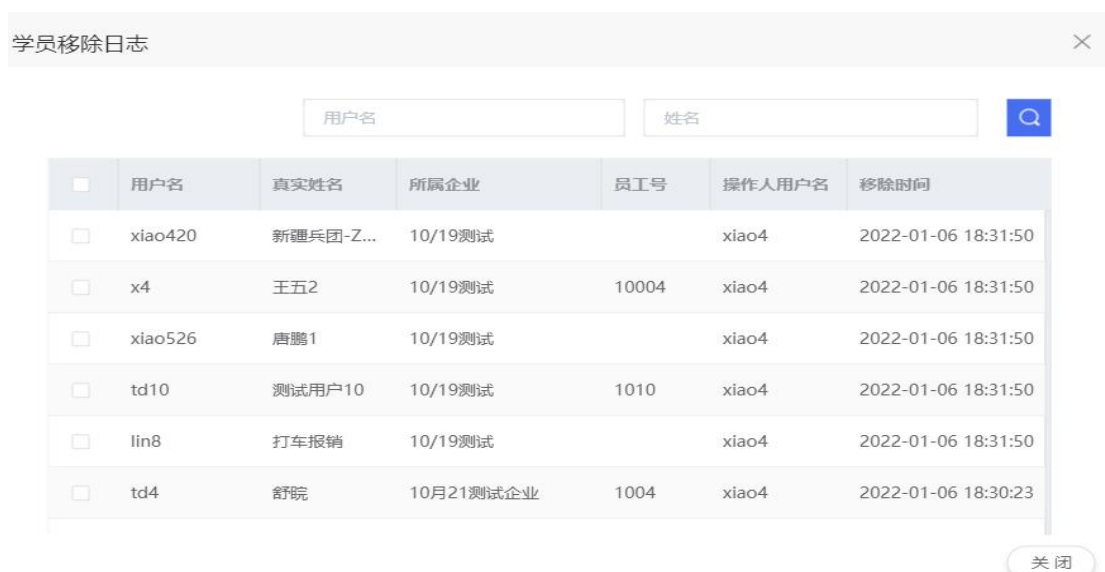 学员移除日志
用户名 姓名
用户名 真实姓名 所属企业 员工号 操作人用户名 移除时间
xiao420 新疆兵团-Z... 10/19测试 xiao4 2022-01-06 18:31:50
x4 王五2 10/19测试 10004 xiao4 2022-01-06 18:31:50
xiao526 唐鹏1 10/19测试 xiao4 2022-01-06 18:31:50
td10 测试用户10 10/19测试 1010 xiao4 2022-01-06 18:31:50
lin8 打车报销 10/19测试 xiao4 2022-01-06 18:31:50
td4 舒皖 10月21测试企业 1004 xiao4 2022-01-06 18:30:23
关 闭